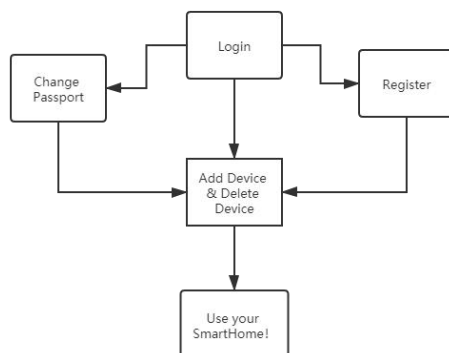 Login
Change
Passport
Register
Add Device
& Delete
Device
Use your
SmartHome!